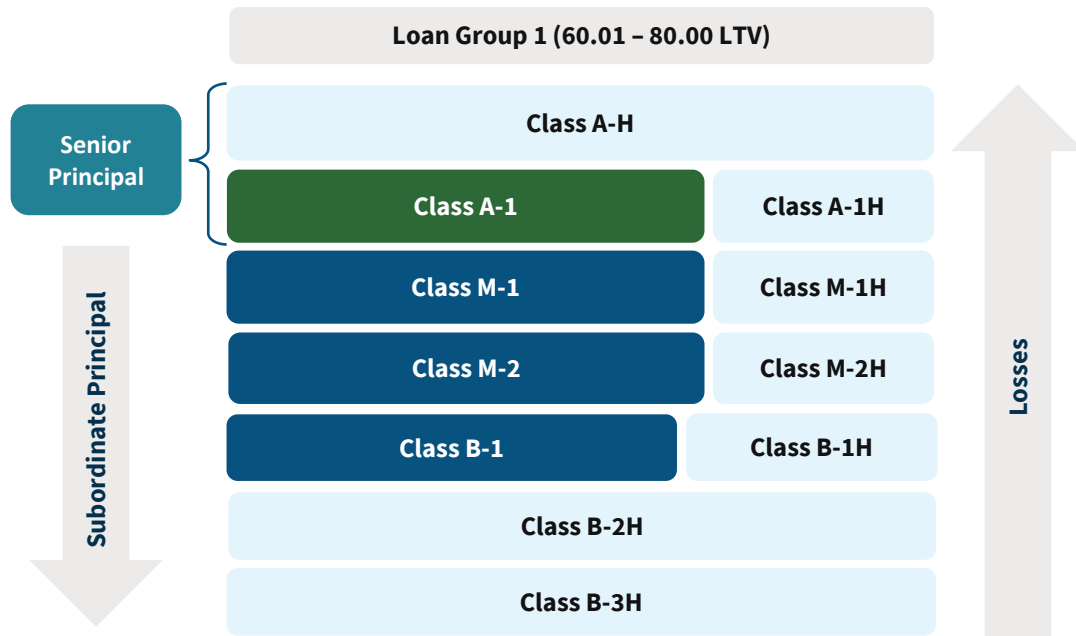 Loan Group 1 (60.01 – 80.00 LTV)
Class A-H
Senior
Principal
Class A-1
Class A-1H
Class M-1
Class M-1H
Class M-2
Class M-2H
Class B-1
Class B-1H
Class B-2H
Class B-3H
Subordinate Principal
Losses